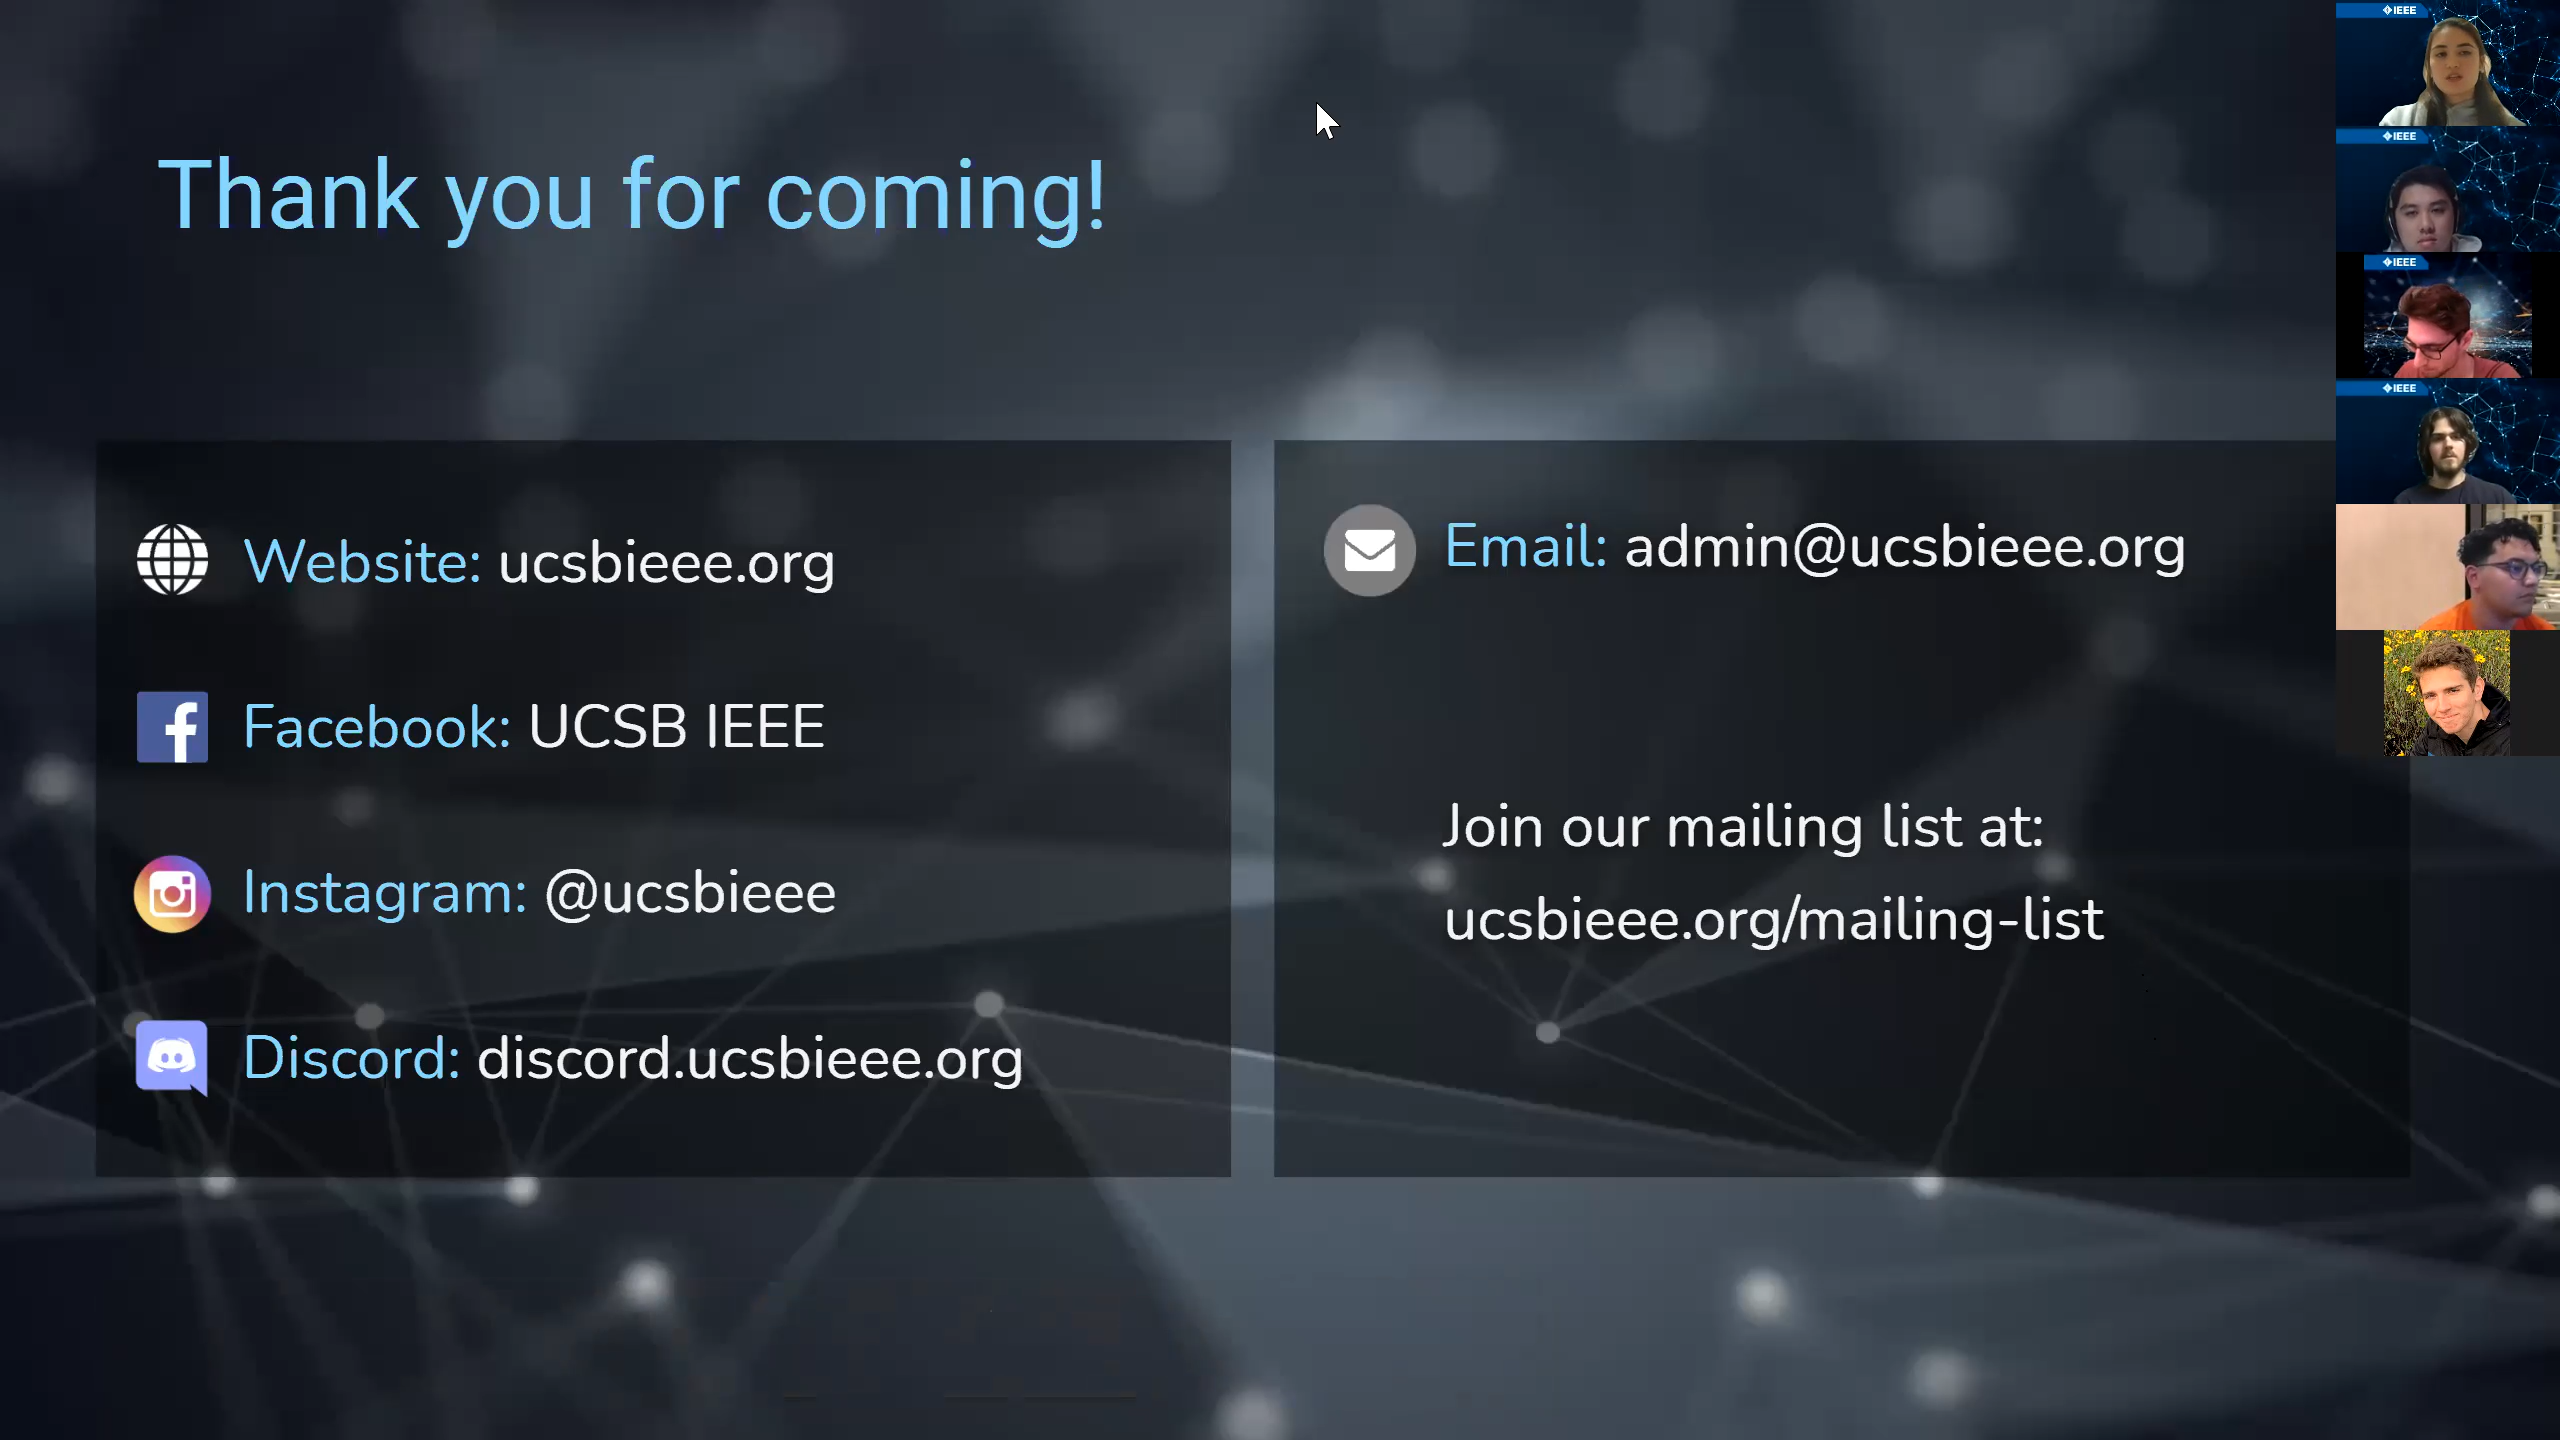 Thank you for coming!
Website: ucsbieee.org
Facebook: UCSB IEEE
Instagram: @ucsbieee
Discord: discord.ucsbieee.org
Email: admin@ucsbieee.org
Join our mailing list at:
ucsbieee.org/mailing-list
IEEE
IEEE
IEEE
IEEE